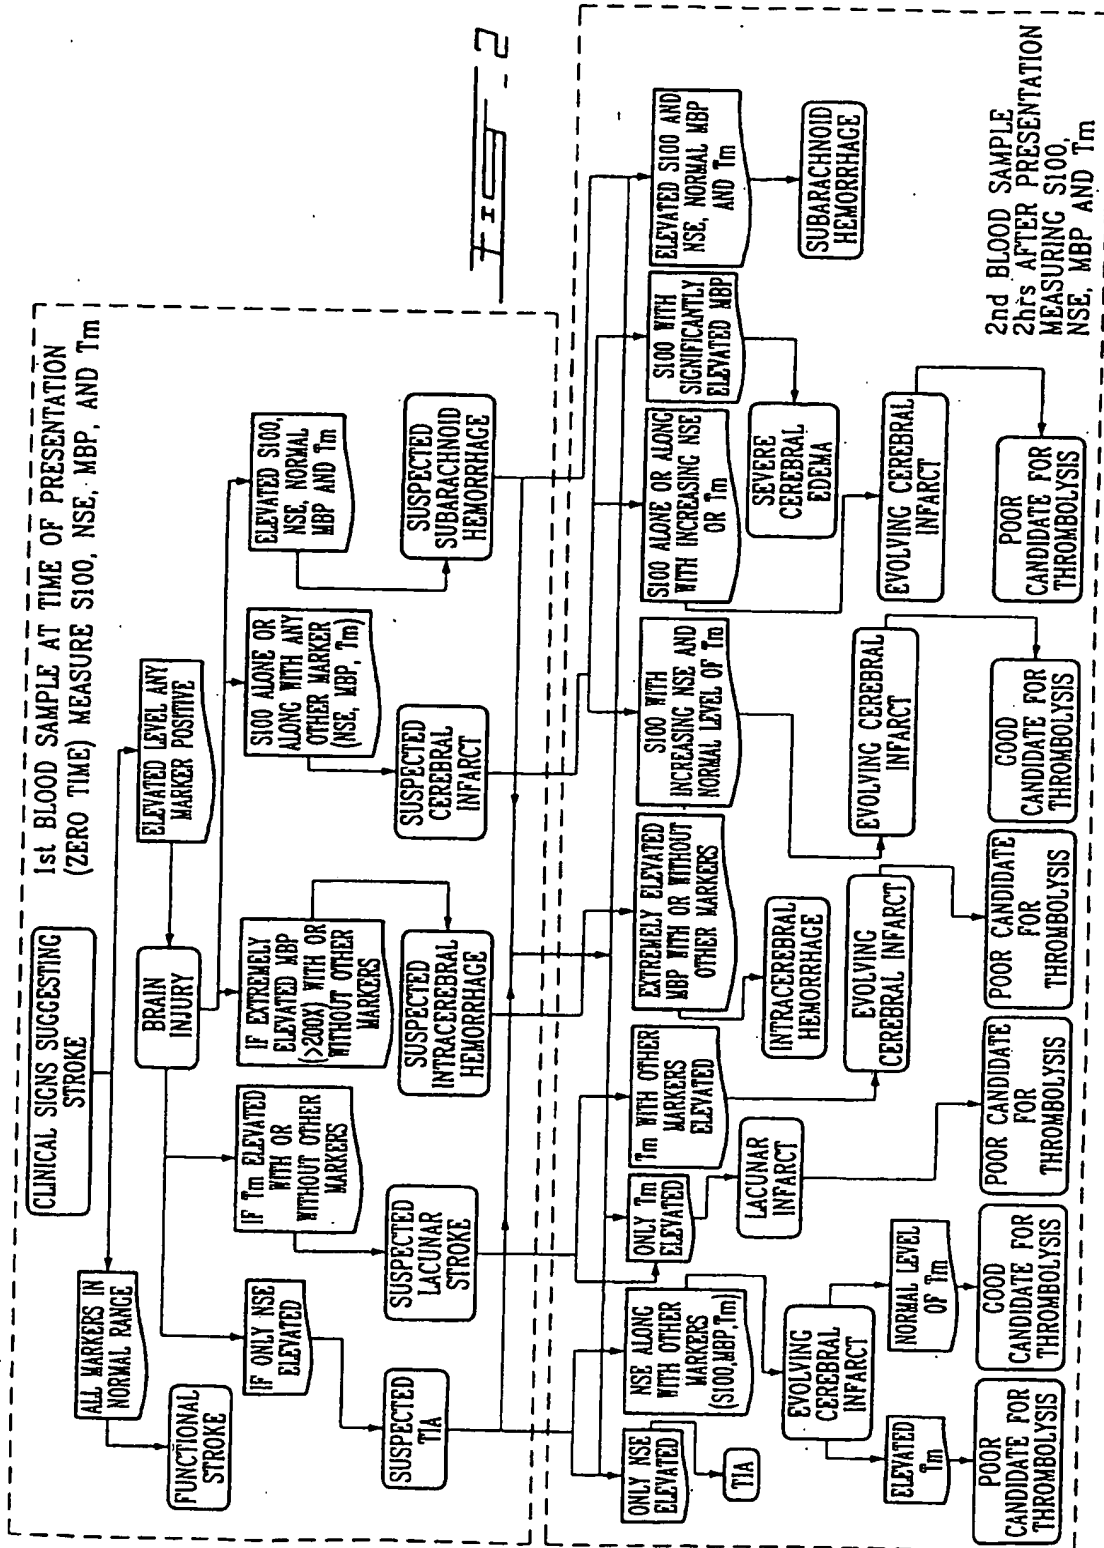 1st BLOOD SAMPLE AT TIME OF PRESENTATION
(ZERO TIME) MEASURE S100, NSE, MBP, AND Tm
CLINICAL SIGNS SUGGESTING
STROKE
ALL MARKERS IN
NORMAL RANGE
ELEVATED LEVEL ANY
MARKER POSITIVE
FUNCTIONAL
STROKE
BRAIN
INJURY
IF ONLY NSE
ELEVATED
IF Tm ELEVATED
WITH OR
WITHOUT OTHER
MARKERS
IF EXTREMELY
ELEVATED MBP
(>200X) WITH OR
WITHOUT OTHER
MARKERS
S100 ALONE OR
ALONG WITH ANY
OTHER MARKER
(NSE, MBP, Tm)
ELEVATED S100,
NSE, NORMAL
MBP AND Tm
SUSPECTED
TIA
SUSPECTED
LACUNAR
STROKE
SUSPECTED
INTRACEREBRAL
HEMORRHAGE
SUSPECTED
CEREBRAL
INFARCT
SUSPECTED
SUBARACHNOID
HEMORRHAGE
FIG - 2
ONLY NSE
ELEVATED
NSE ALONG
WITH OTHER
MARKERS
(S100,MBP,Tm)
ONLY Tm
ELEVATED
Tm WITH OTHER
MARKERS
ELEVATED
EXTREMELY ELEVATED
MBP WITH OR WITHOUT
OTHER MARKERS
S100 WITH
INCREASING NSE AND
NORMAL LEVEL OF Tm
S100 ALONE OR ALONG
WITH INCREASING NSE
OR Tm
S100 WITH
SIGNIFICANTLY
ELEVATED MBP
ELEVATED S100 AND
NSE, NORMAL MBP
AND Tm
TIA
EVOLVING
CEREBRAL
INFARCT
LACUNAR
INFARCT
INTRACEREBRAL
HEMORRHAGE
SEVERE
CEREBRAL
EDEMA
SUBARACHNOID
HEMORRHAGE
EVOLVING
CEREBRAL INFARCT
EVOLVING CEREBRAL
INFARCT
EVOLVING CEREBRAL
INFARCT
ELEVATED
Tm
NORMAL LEVEL
OF Tm
POOR
CANDIDATE FOR
THROMBOLYSIS
GOOD
CANDIDATE FOR
THROMBOLYSIS
POOR CANDIDATE
FOR
THROMBOLYSIS
POOR CANDIDATE
FOR
THROMBOLYSIS
GOOD
CANDIDATE FOR
THROMBOLYSIS
POOR
CANDIDATE FOR
THROMBOLYSIS
2nd BLOOD SAMPLE
2hrs AFTER PRESENTATION
MEASURING S100,
NSE, MBP AND Tm